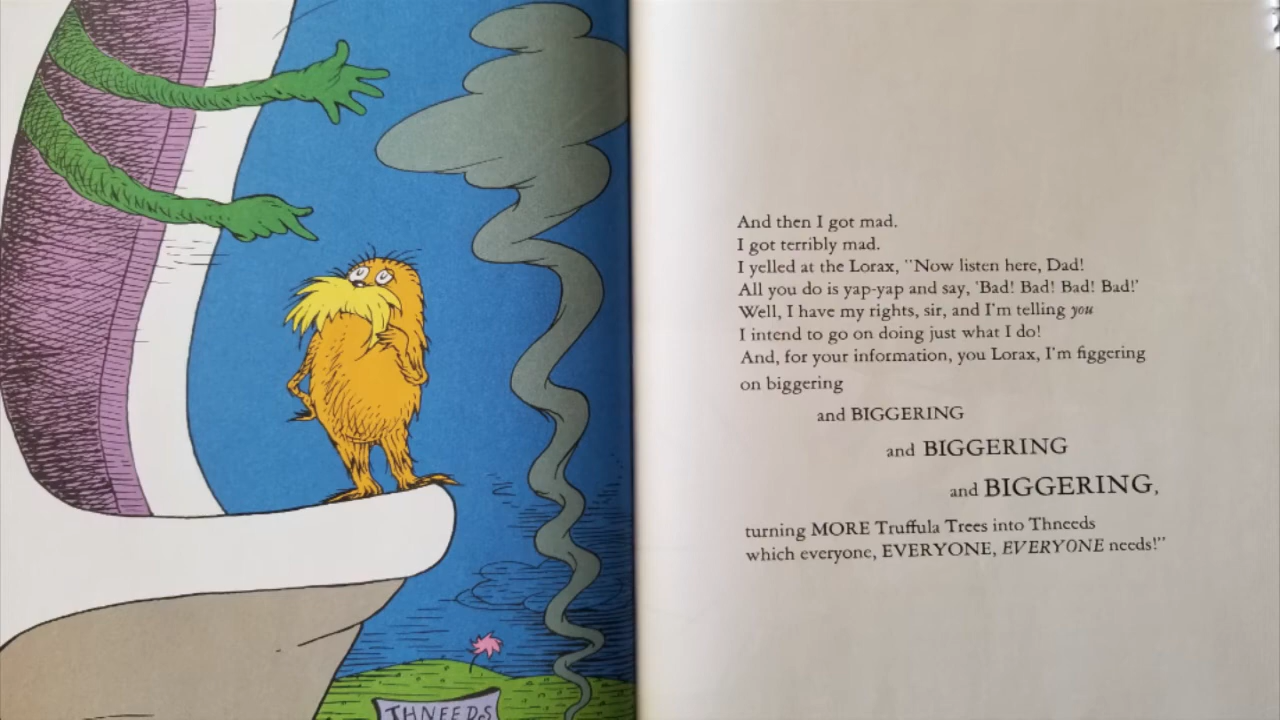 And then I got mad.
I got terribly mad.
I yelled at the Lorax, "Now listen here, Dad!
All you do is yap-yap and say, 'Bad! Bad! Bad! Bad!'
Well, I have my rights, sir, and I'm telling you
I intend to go on doing just what I do!
And, for your information, you Lorax, I'm figgering
on biggering
and BIGGERING
and BIGGERING
and BIGGERING,
turning MORE Truffula Trees into Thneeds
which everyone, EVERYONE, EVERYONE needs!"
THNEEDS